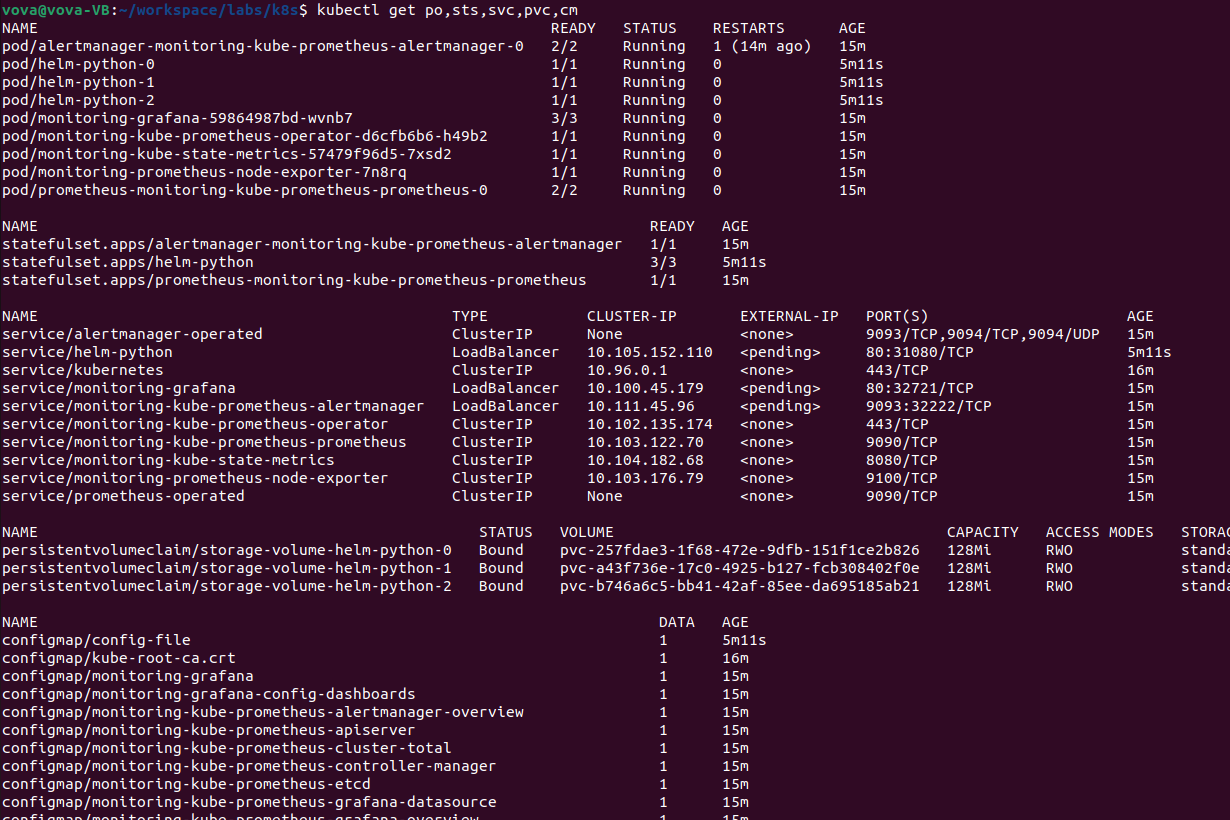 vova@vova-VB:~/workspace/labs/k8s$ kubectl get po,sts,svc,pvc,cm
NAME READY STATUS RESTARTS AGE
pod/alertmanager-monitoring-kube-prometheus-alertmanager-0 2/2 Running 1 (14m ago) 15m
pod/helm-python-0 1/1 Running 0 5m11s
pod/helm-python-1 1/1 Running 0 5m11s
pod/helm-python-2 1/1 Running 0 5m11s
pod/monitoring-grafana-59864987bd-wvnb7 3/3 Running 0 15m
pod/monitoring-kube-prometheus-operator-d6cfb6b6-h49b2 1/1 Running 0 15m
pod/monitoring-kube-state-metrics-57479f96d5-7xsd2 1/1 Running 0 15m
pod/monitoring-prometheus-node-exporter-7n8rq 1/1 Running 0 15m
pod/prometheus-monitoring-kube-prometheus-prometheus-0 2/2 Running 0 15m
NAME READY AGE
statefulset.apps/alertmanager-monitoring-kube-prometheus-alertmanager 1/1 15m
statefulset.apps/helm-python 3/3 5m11s
statefulset.apps/prometheus-monitoring-kube-prometheus-prometheus 1/1 15m
NAME TYPE CLUSTER-IP EXTERNAL-IP PORT(S) AGE
service/alertmanager-operated ClusterIP None <none> 9093/TCP,9094/TCP,9094/UDP 15m
service/helm-python LoadBalancer 10.105.152.110 <pending> 80:31080/TCP 5m11s
service/kubernetes ClusterIP 10.96.0.1 <none> 443/TCP 16m
service/monitoring-grafana LoadBalancer 10.100.45.179 <pending> 80:32721/TCP 15m
service/monitoring-kube-prometheus-alertmanager LoadBalancer 10.111.45.96 <pending> 9093:32222/TCP 15m
service/monitoring-kube-prometheus-operator ClusterIP 10.102.135.174 <none> 443/TCP 15m
service/monitoring-kube-prometheus-prometheus ClusterIP 10.103.122.70 <none> 9090/TCP 15m
service/monitoring-kube-state-metrics ClusterIP 10.104.182.68 <none> 8080/TCP 15m
service/monitoring-prometheus-node-exporter ClusterIP 10.103.176.79 <none> 9100/TCP 15m
service/prometheus-operated ClusterIP None <none> 9090/TCP 15m
NAME STATUS VOLUME CAPACITY ACCESS MODES STORAG
persistentvolumeclaim/storage-volume-helm-python-0 Bound pvc-257fdae3-1f68-472e-9dfb-151f1ce2b826 128Mi RWO standa
persistentvolumeclaim/storage-volume-helm-python-1 Bound pvc-a43f736e-17c0-4925-b127-fcb308402f0e 128Mi RWO standa
persistentvolumeclaim/storage-volume-helm-python-2 Bound pvc-b746a6c5-bb41-42af-85ee-da695185ab21 128Mi RWO standa
NAME DATA AGE
configmap/config-file 1 5m11s
configmap/kube-root-ca.crt 1 16m
configmap/monitoring-grafana 1 15m
configmap/monitoring-grafana-config-dashboards 1 15m
configmap/monitoring-kube-prometheus-alertmanager-overview 1 15m
configmap/monitoring-kube-prometheus-apiserver 1 15m
configmap/monitoring-kube-prometheus-cluster-total 1 15m
configmap/monitoring-kube-prometheus-controller-manager 1 15m
configmap/monitoring-kube-prometheus-etcd 1 15m
configmap/monitoring-kube-prometheus-grafana-datasource 1 15m
configmap/monitoring-kube-prometheus-grafana-overview 1 15m